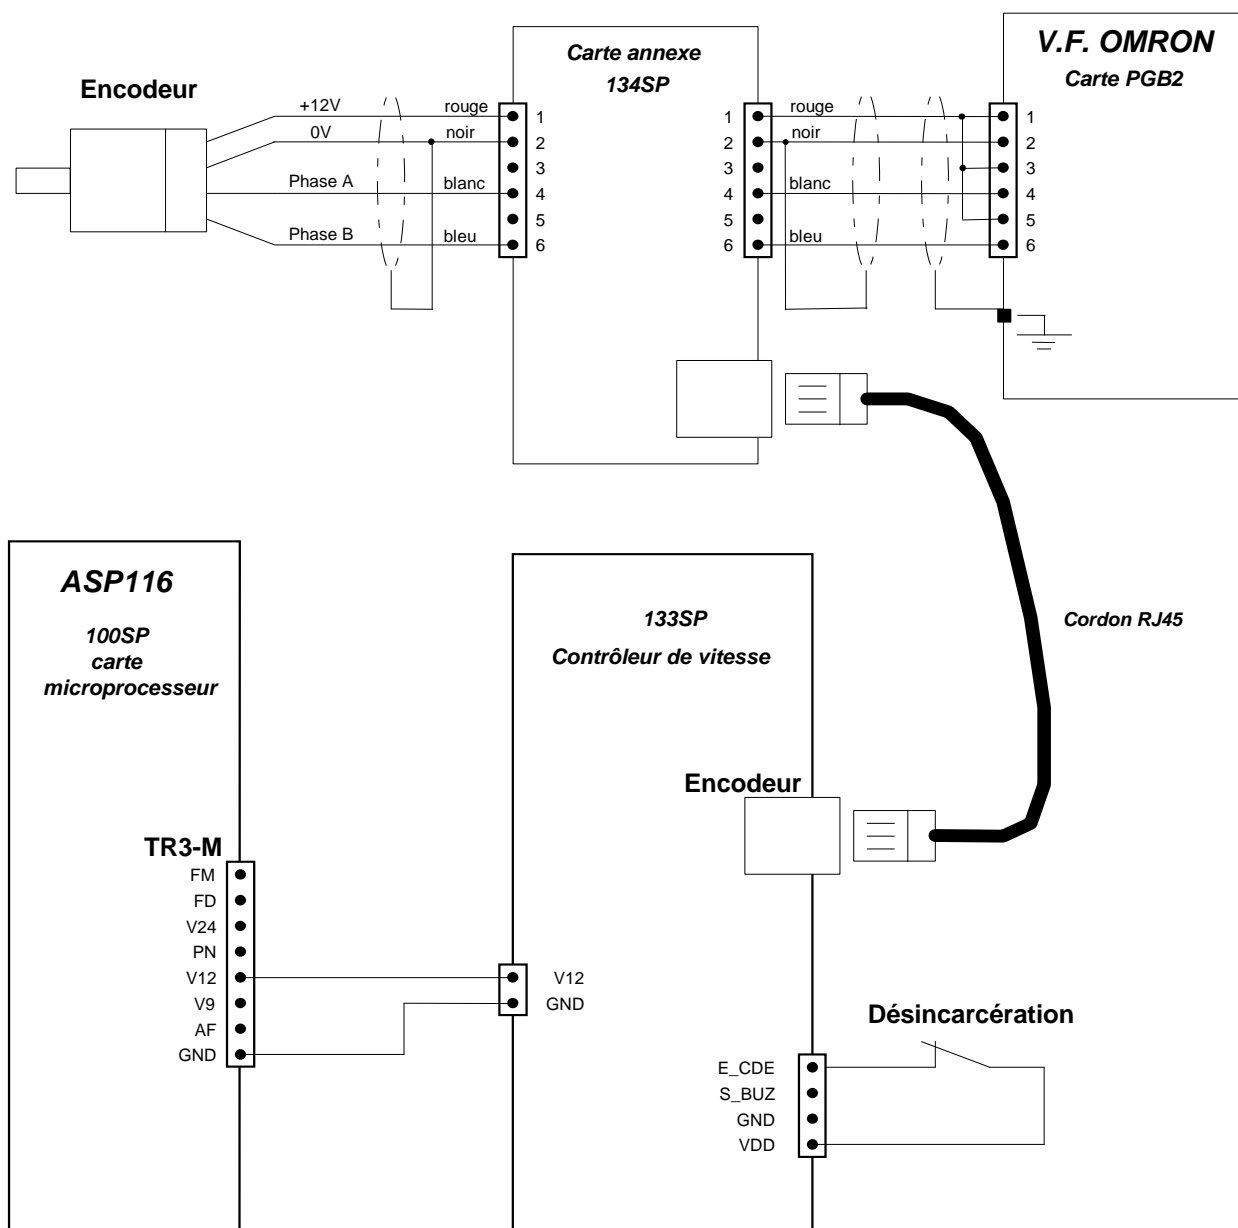 Carte annexe
134SP
V.F. OMRON
Carte PGB2
Encodeur
+12V rouge 1
0V noir 2
3
Phase A blanc 4
5
Phase B bleu 6
1 rouge 1
2 noir 2
3 3
4 blanc 4
5 5
6 bleu 6
ASP116
100SP
carte
microprocesseur
133SP
Contrôleur de vitesse
Cordon RJ45
Encodeur
TR3-M
FM
FD
V24
PN
V12
V9
AF
GND
V12
GND
Désincarcération
E_CDE
S_BUZ
GND
VDD